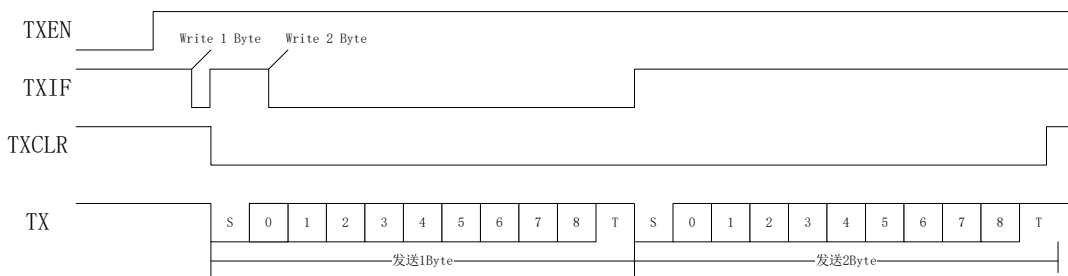 TXEN
Write 1 Byte Write 2 Byte
TXIF
TXCLR
TX S 0 1 2 3 4 5 6 7 8 T S 0 1 2 3 4 5 6 7 8 T
发送1Byte 发送2Byte